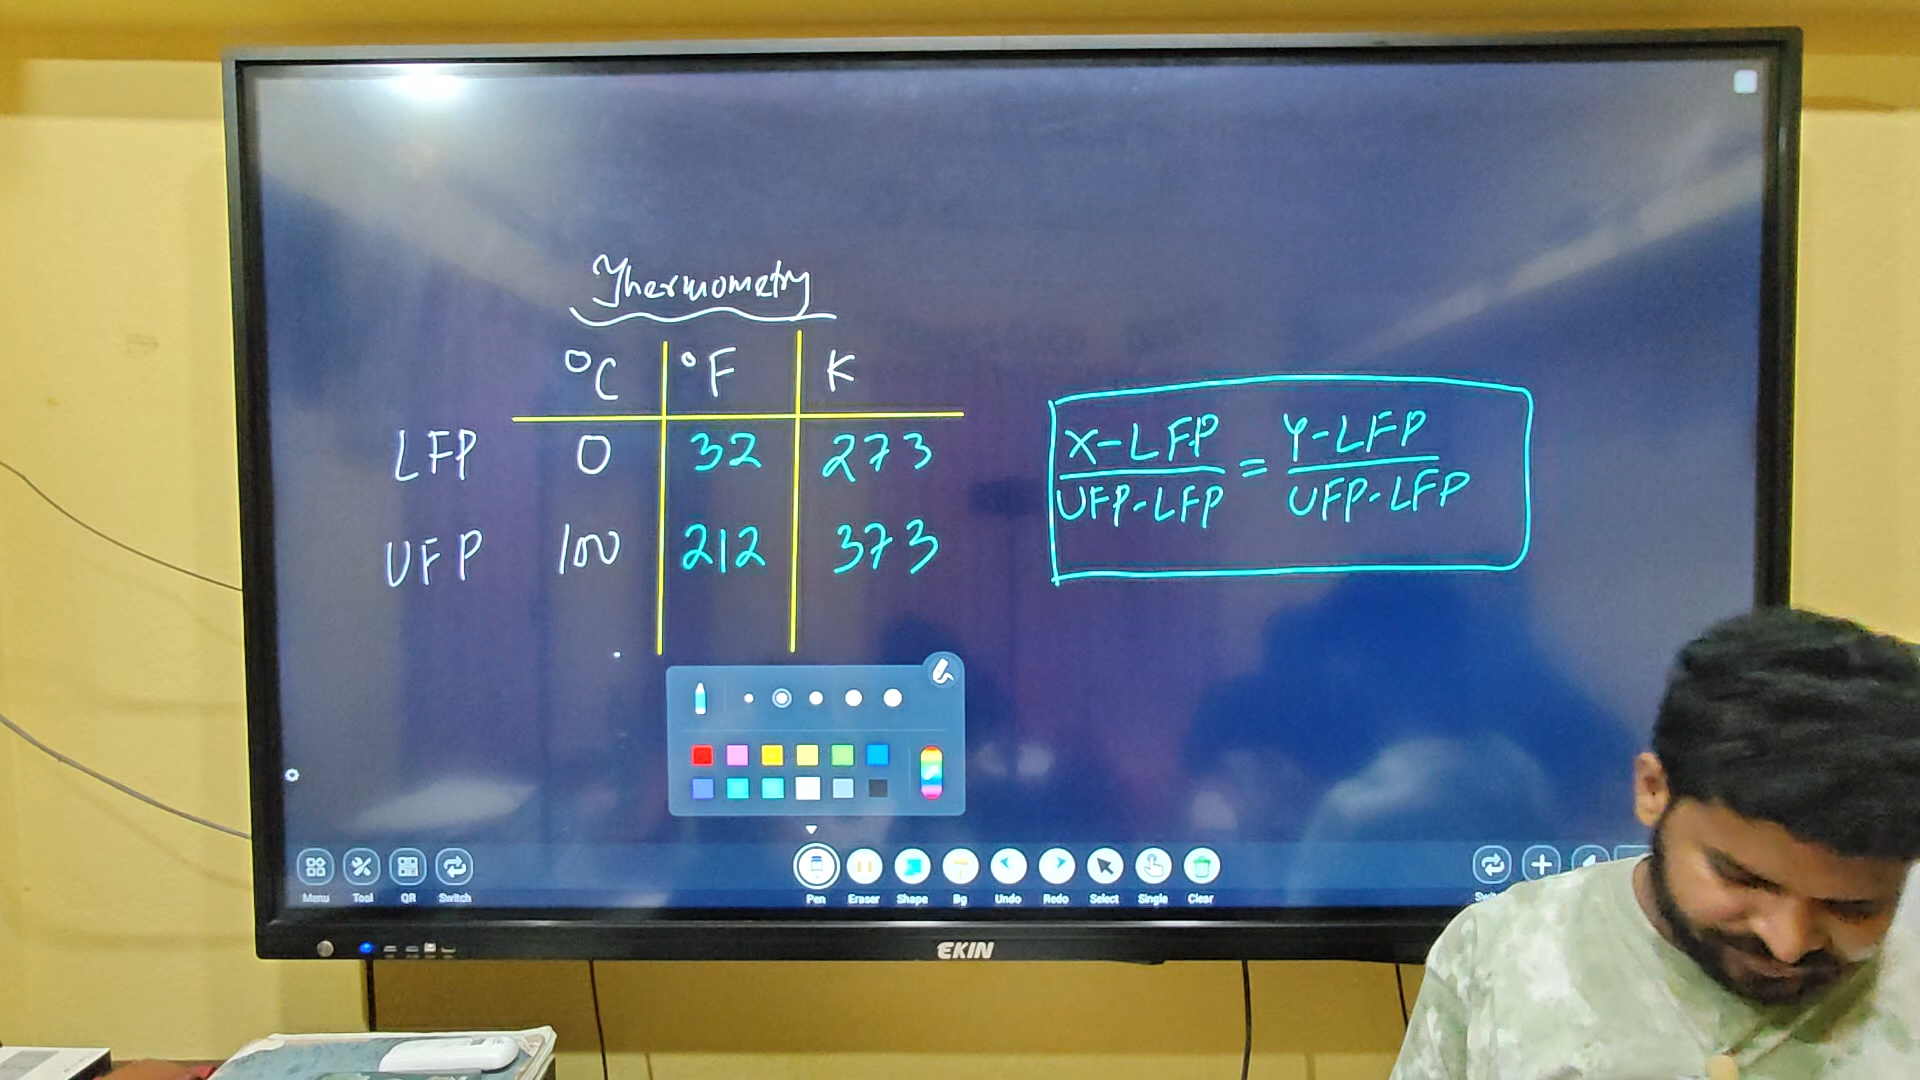 Thermometry
°C °F K
LFP 0 32 273
UFP 100 212 373
X-LFP Y-LFP
=
UFP-LFP UFP-LFP
Menu Tool QR Switch Pen Eraser Shape Bg Undo Redo Select Single Clear
EKIN